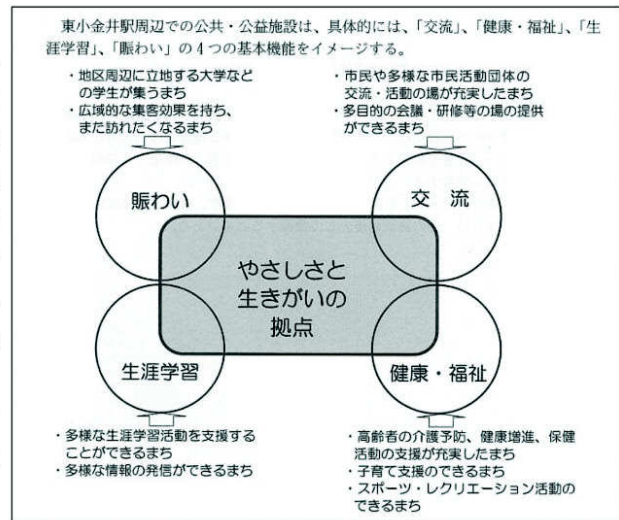 東小金井駅周辺での公共・公益施設は、具体的には、「交流」、「健康・福祉」、「生
涯学習」、「賑わい」の４つの基本機能をイメージする。
・地区周辺に立地する大学など
の学生が集うまち
・広域的な集客効果を持ち、
また訪れたくなるまち
・市民や多様な市民活動団体の
交流・活動の場が充実したまち
・多目的の会議・研修等の場の提供
ができるまち
賑わい
交　流
やさしさと
生きがいの
拠点
生涯学習
健康・福祉
・多様な生涯学習活動を支援する
ことができるまち
・多様な情報の発信ができるまち
・高齢者の介護予防、健康増進、保健
活動の支援が充実したまち
・子育て支援のできるまち
・スポーツ・レクリエーション活動の
できるまち